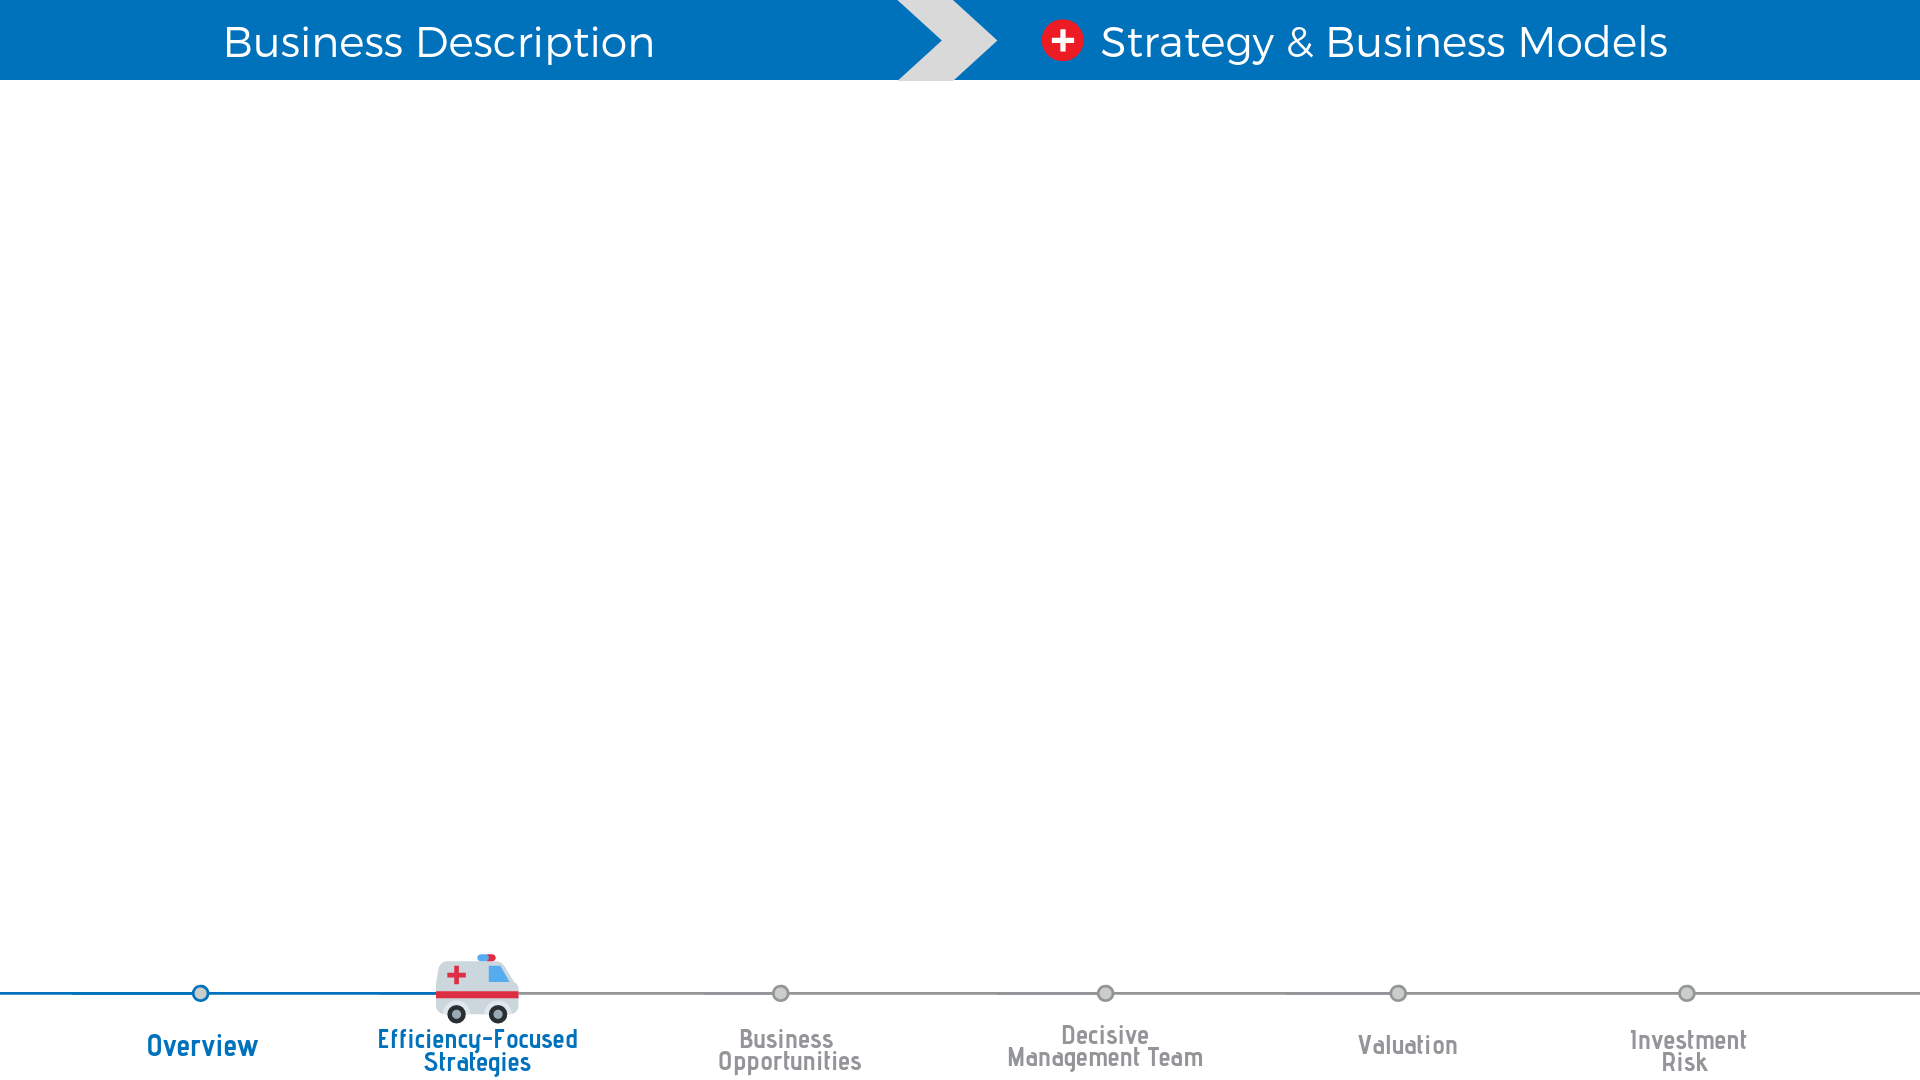 Business Description
Strategy & Business Models
Overview
Efficiency-Focused
Strategies
Business
Opportunities
Decisive
Management Team
Valuation
Investment
Risk